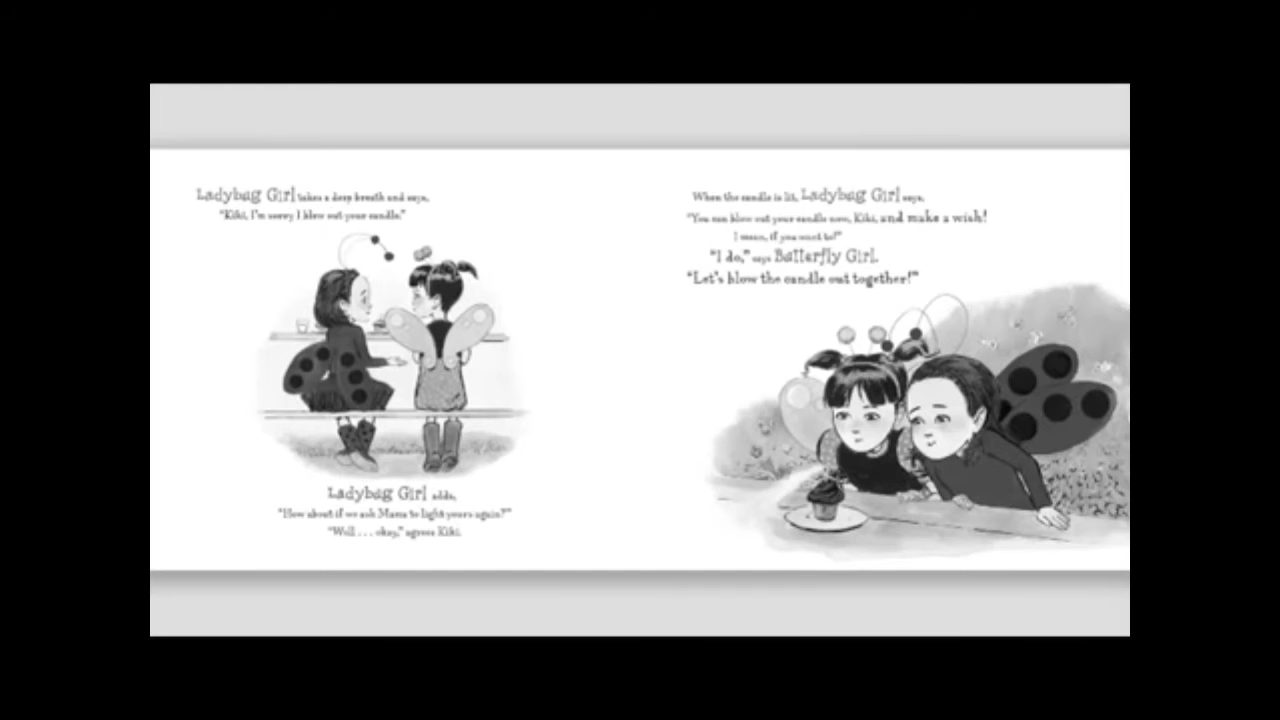 Ladybug Girl takes a deep breath and says,
“Kiki, I’m sorry I blew out your candle.”
Ladybug Girl adds,
“How about if we ask Mama to light yours again?”
“Well . . . okay,” agrees Kiki.
When the candle is lit, Ladybug Girl says,
“You can blow out your candle now, Kiki, and make a wish!
I mean, if you want to!”
“I do,” says Butterfly Girl.
“Let’s blow the candle out together!”